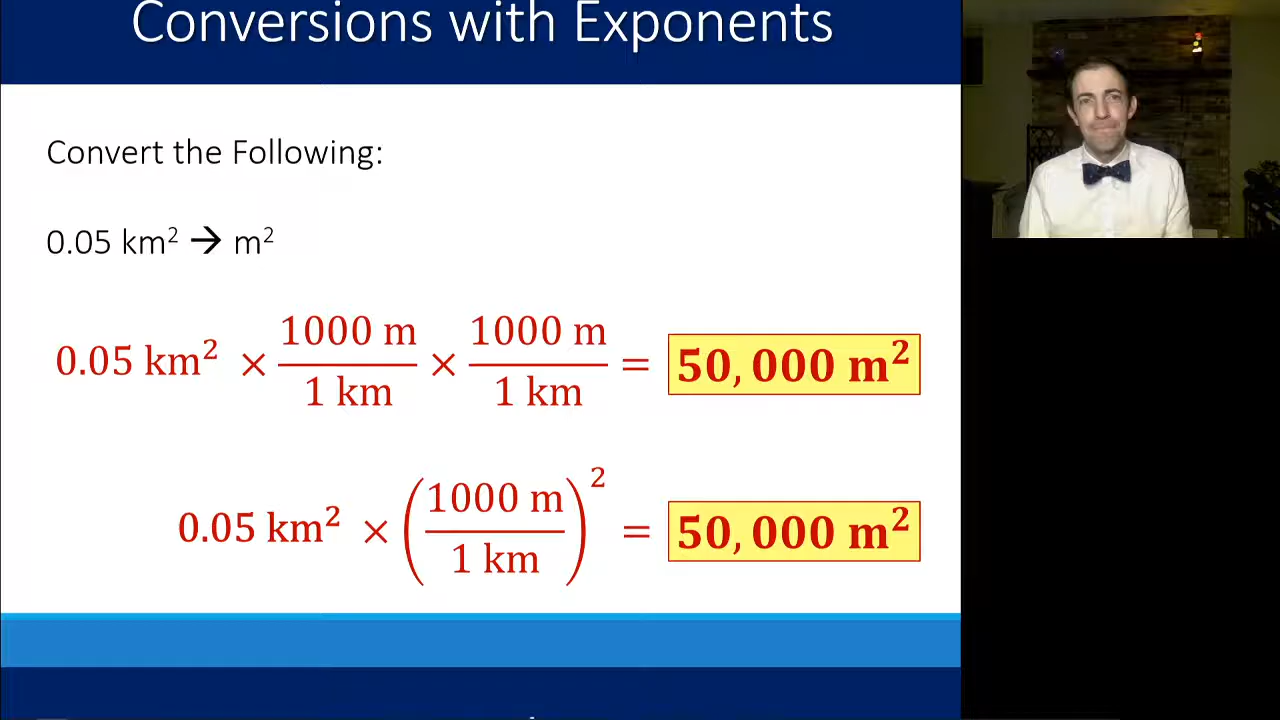 Conversions with Exponents
Convert the Following:
0.05 km² → m²
0.05 km² × 1000 m / 1 km × 1000 m / 1 km = 50,000 m²
0.05 km² × (1000 m / 1 km)² = 50,000 m²